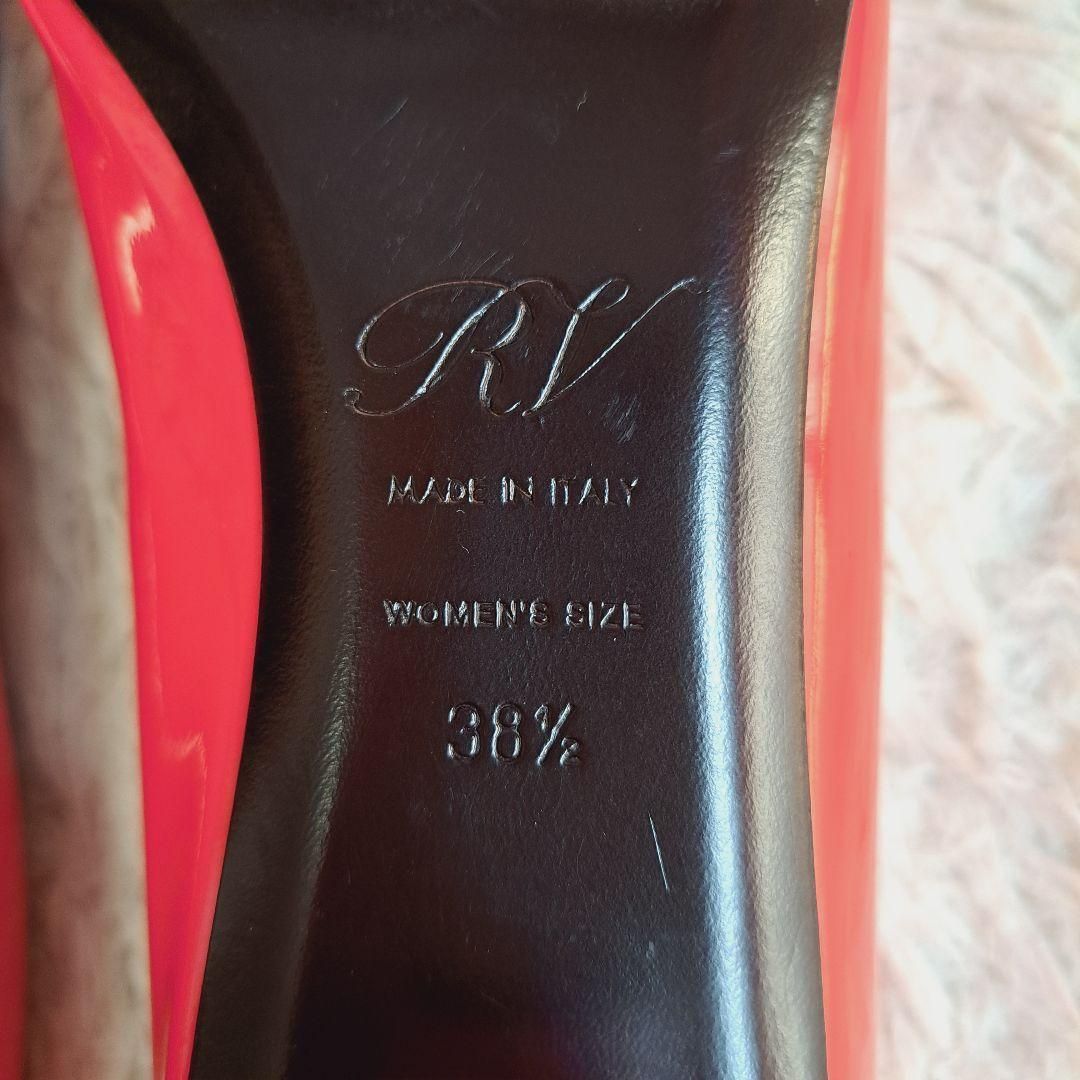 RV
MADE IN ITALY
WOMEN'S SIZE
38½